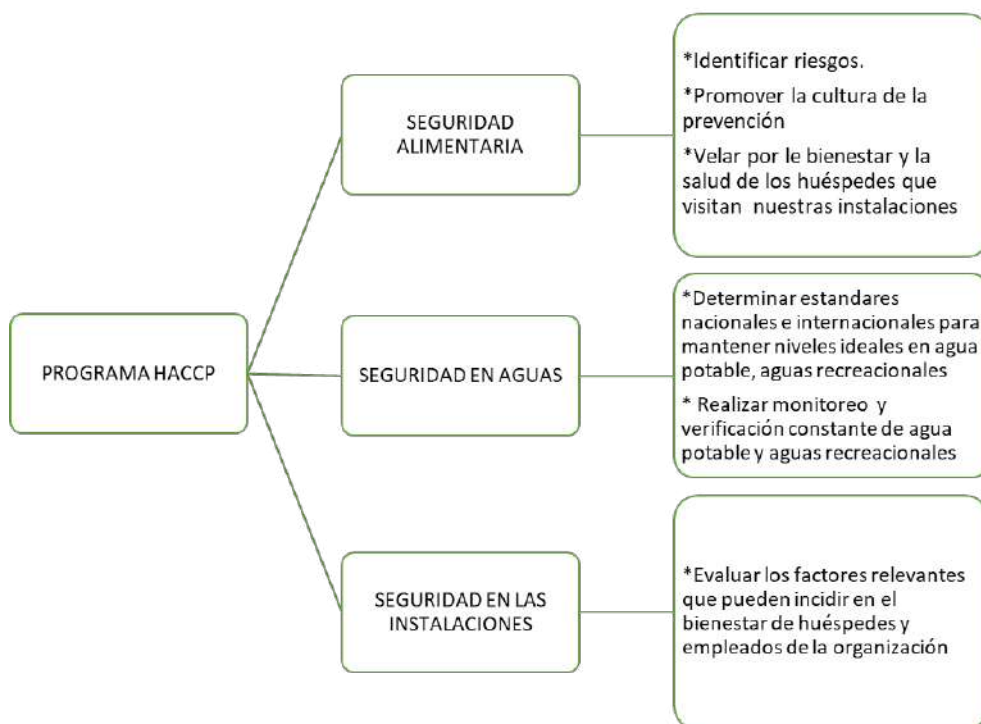 PROGRAMA HACCP
SEGURIDAD
ALIMENTARIA
*Identificar riesgos.
*Promover la cultura de la
prevención
*Velar por le bienestar y la
salud de los huéspedes que
visitan nuestras instalaciones
SEGURIDAD EN AGUAS
*Determinar estandares
nacionales e internacionales para
mantener niveles ideales en agua
potable, aguas recreacionales
* Realizar monitoreo y
verificación constante de agua
potable y aguas recreacionales
SEGURIDAD EN LAS
INSTALACIONES
*Evaluar los factores relevantes
que pueden incidir en el
bienestar de huéspedes y
empleados de la organización